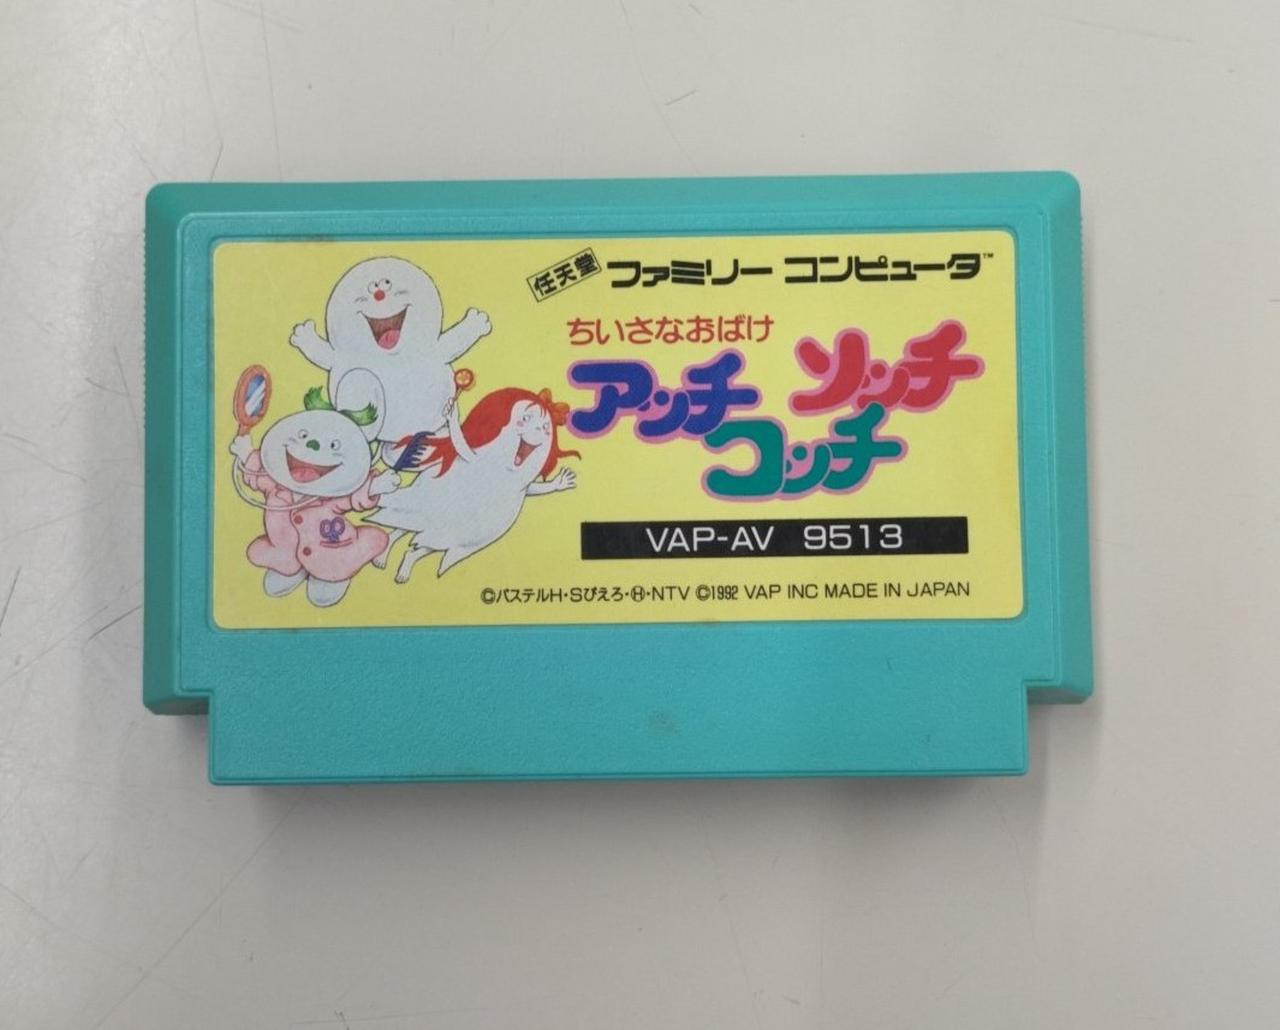 任天堂 ファミリー コンピュータ™
ちいさなおばけ
アッチ
ソッチ
コッチ
VAP-AV 9513
©パステルH・Sぴえろ・Ⓗ・NTV ©1992 VAP INC MADE IN JAPAN